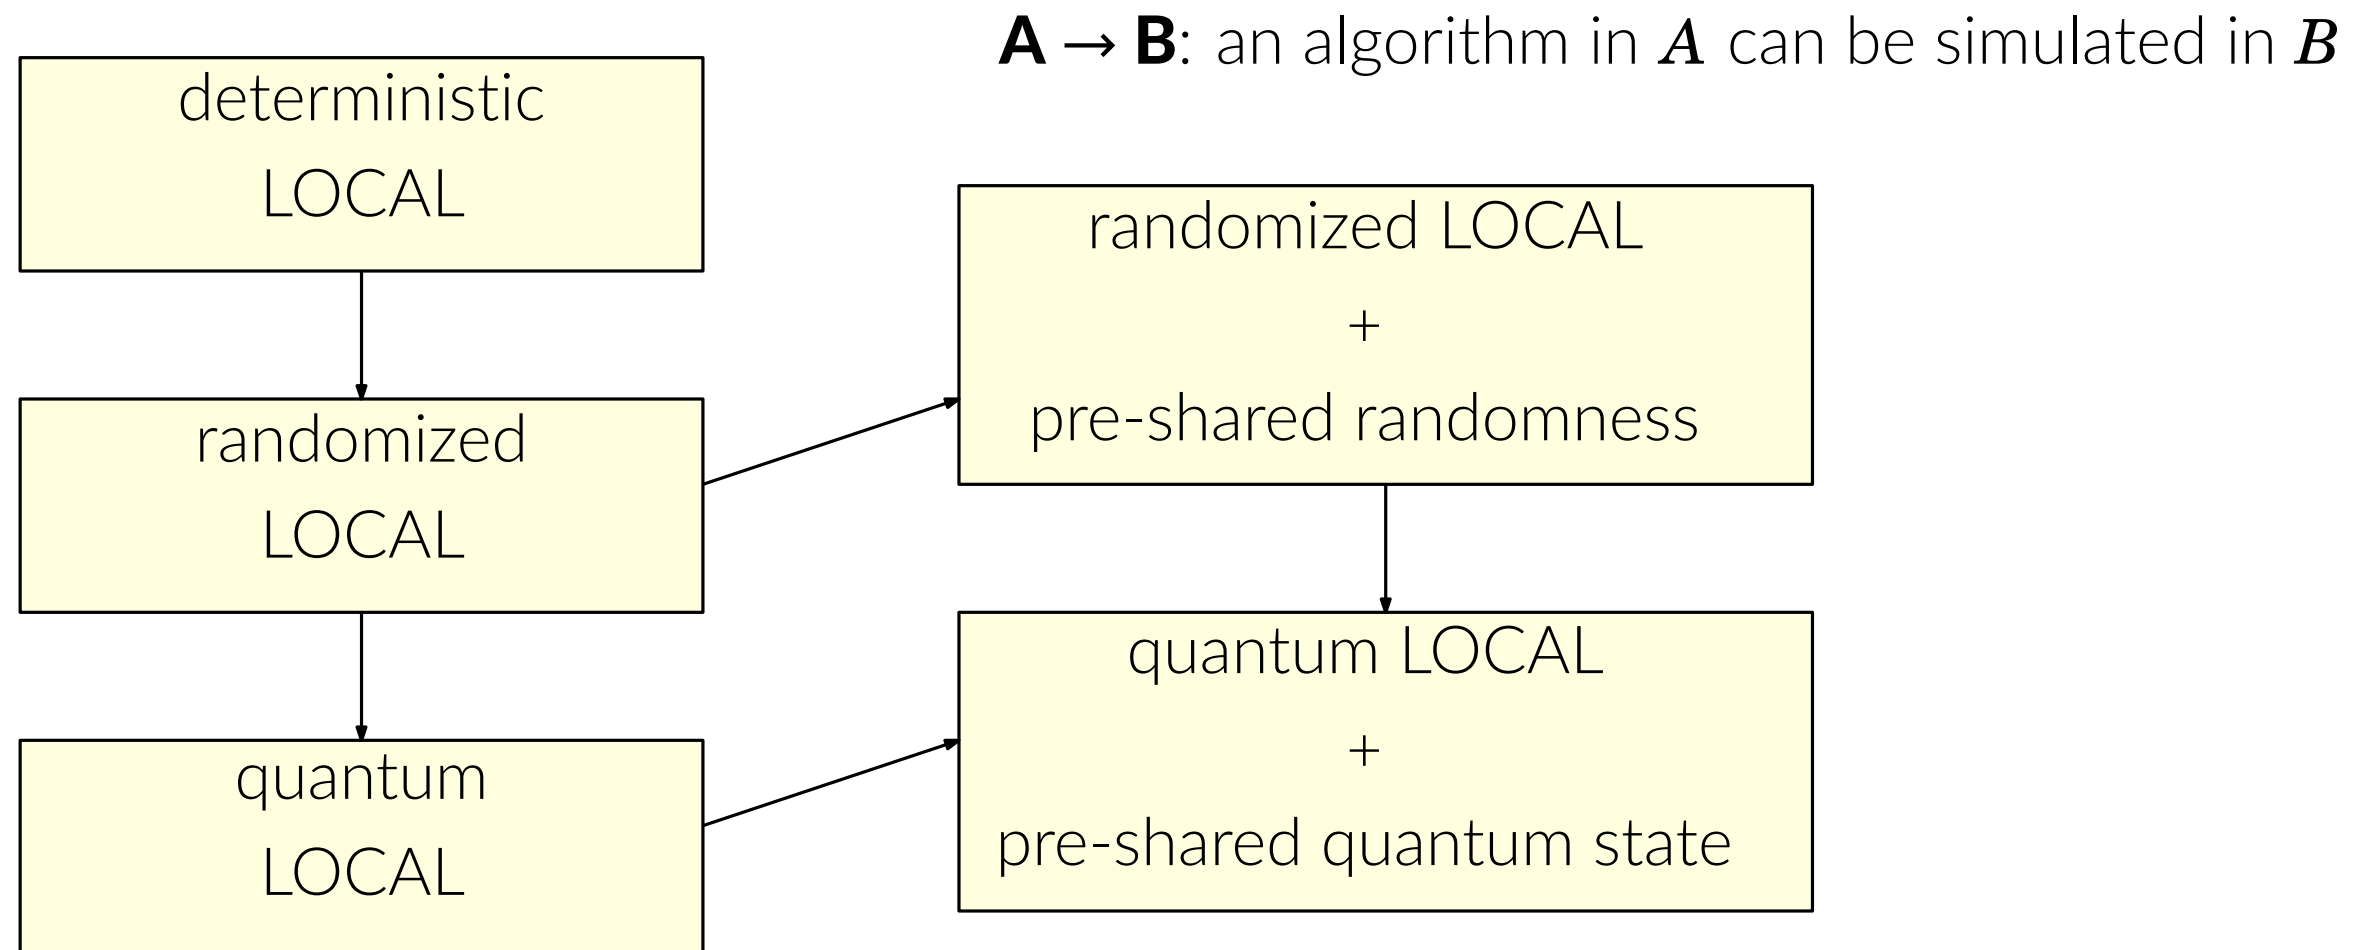 A → B: an algorithm in A can be simulated in B
deterministic
LOCAL
randomized LOCAL
+
pre-shared randomness
randomized
LOCAL
quantum LOCAL
+
pre-shared quantum state
quantum
LOCAL